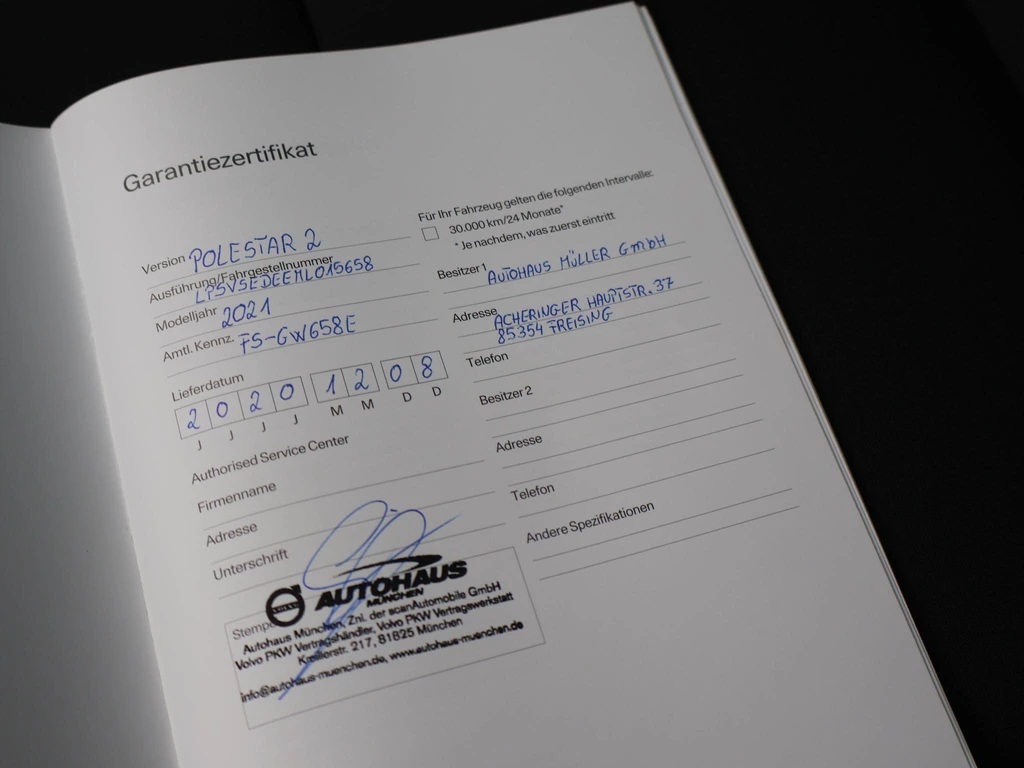 Garantiezertifikat
Version POLESTAR 2
Ausführung/Fahrgestellnummer
LPSVSEDEEML015658
Modelljahr 2021
Amtl. Kennz. FS-GW658E
Lieferdatum
2 0 2 0 1 2 0 8
J J J J M M D D
Authorised Service Center
Firmenname
Adresse
Unterschrift
Stempel
VOLVO AUTOHAUS
MÜNCHEN
Autohaus München, Znl. der scanAutomobile GmbH
Volvo PKW Vertragshändler, Volvo PKW Vertragswerkstatt
Kreillerstr. 217, 81825 München
info@autohaus-muenchen.de, www.autohaus-muenchen.de
Für Ihr Fahrzeug gelten die folgenden Intervalle:
30.000 km/24 Monate*
* Je nachdem, was zuerst eintritt
Besitzer 1 AUTOHAUS MÜLLER GmbH
Adresse ACHERINGER HAUPTSTR. 37
85354 FREISING
Telefon
Besitzer 2
Adresse
Telefon
Andere Spezifikationen